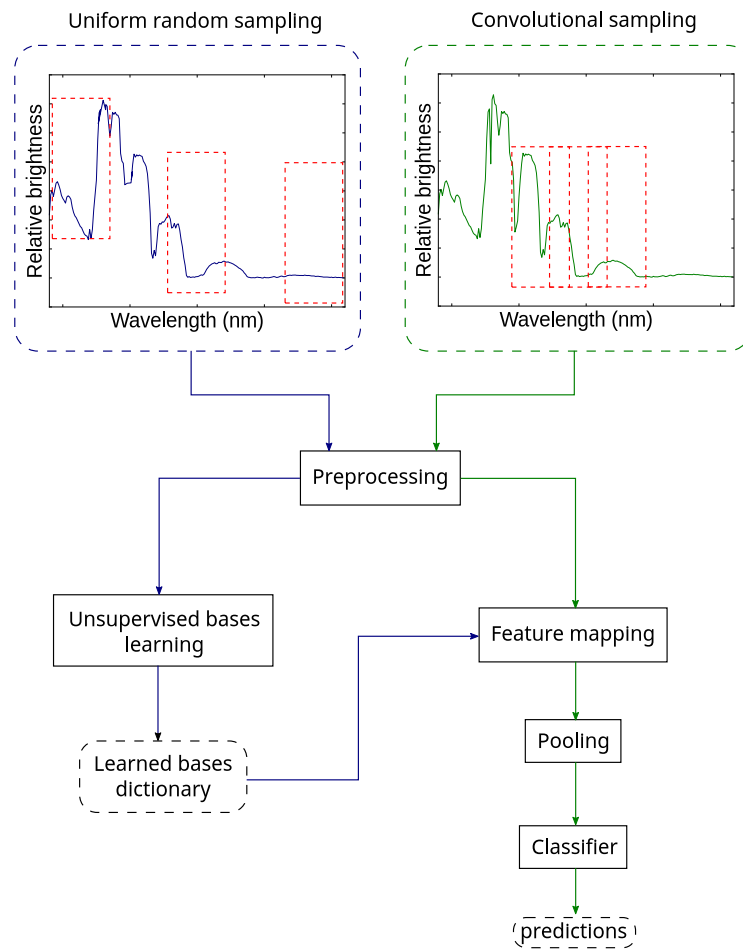 Uniform random sampling
Convolutional sampling
Relative brightness
Wavelength (nm)
Relative brightness
Wavelength (nm)
Preprocessing
Unsupervised bases
learning
Feature mapping
Learned bases
dictionary
Pooling
Classifier
predictions